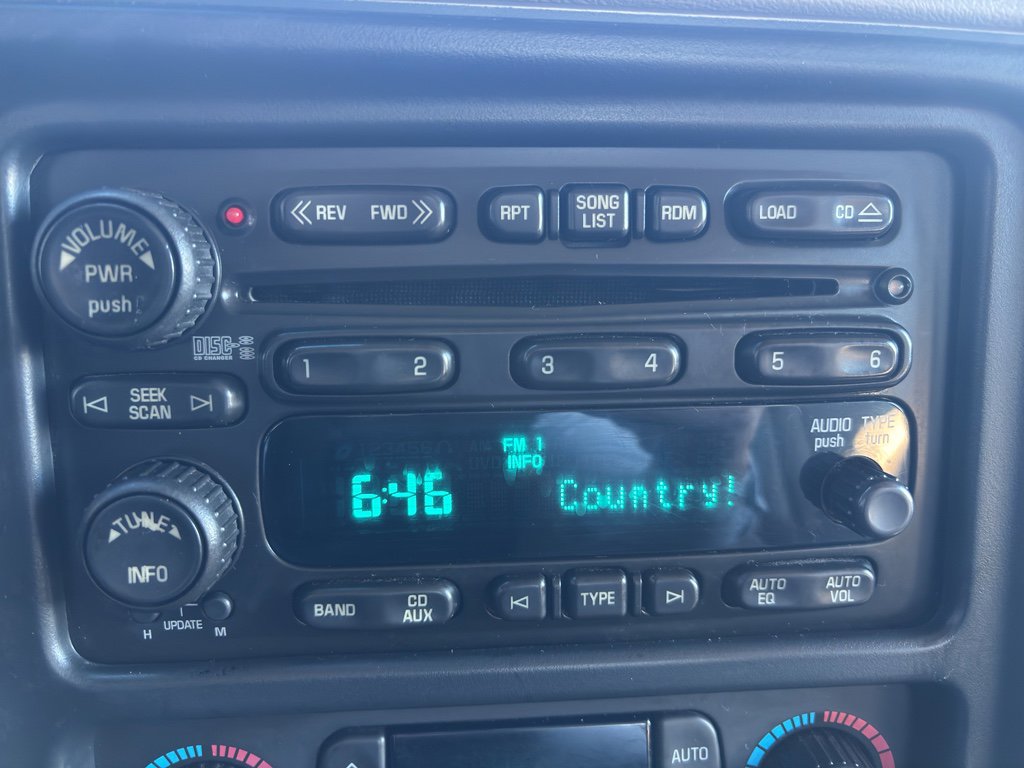 VOLUME
PWR
push
REV FWD
RPT
SONG
LIST
RDM
LOAD CD
DISC
CD CHANGER
1 2
3 4
5 6
SEEK
SCAN
AUDIO TYPE
push turn
FM 1
INFO
6:46
Country!
TUNE
INFO
H UPDATE M
BAND
CD
AUX
TYPE
AUTO
EQ
AUTO
VOL
AUTO